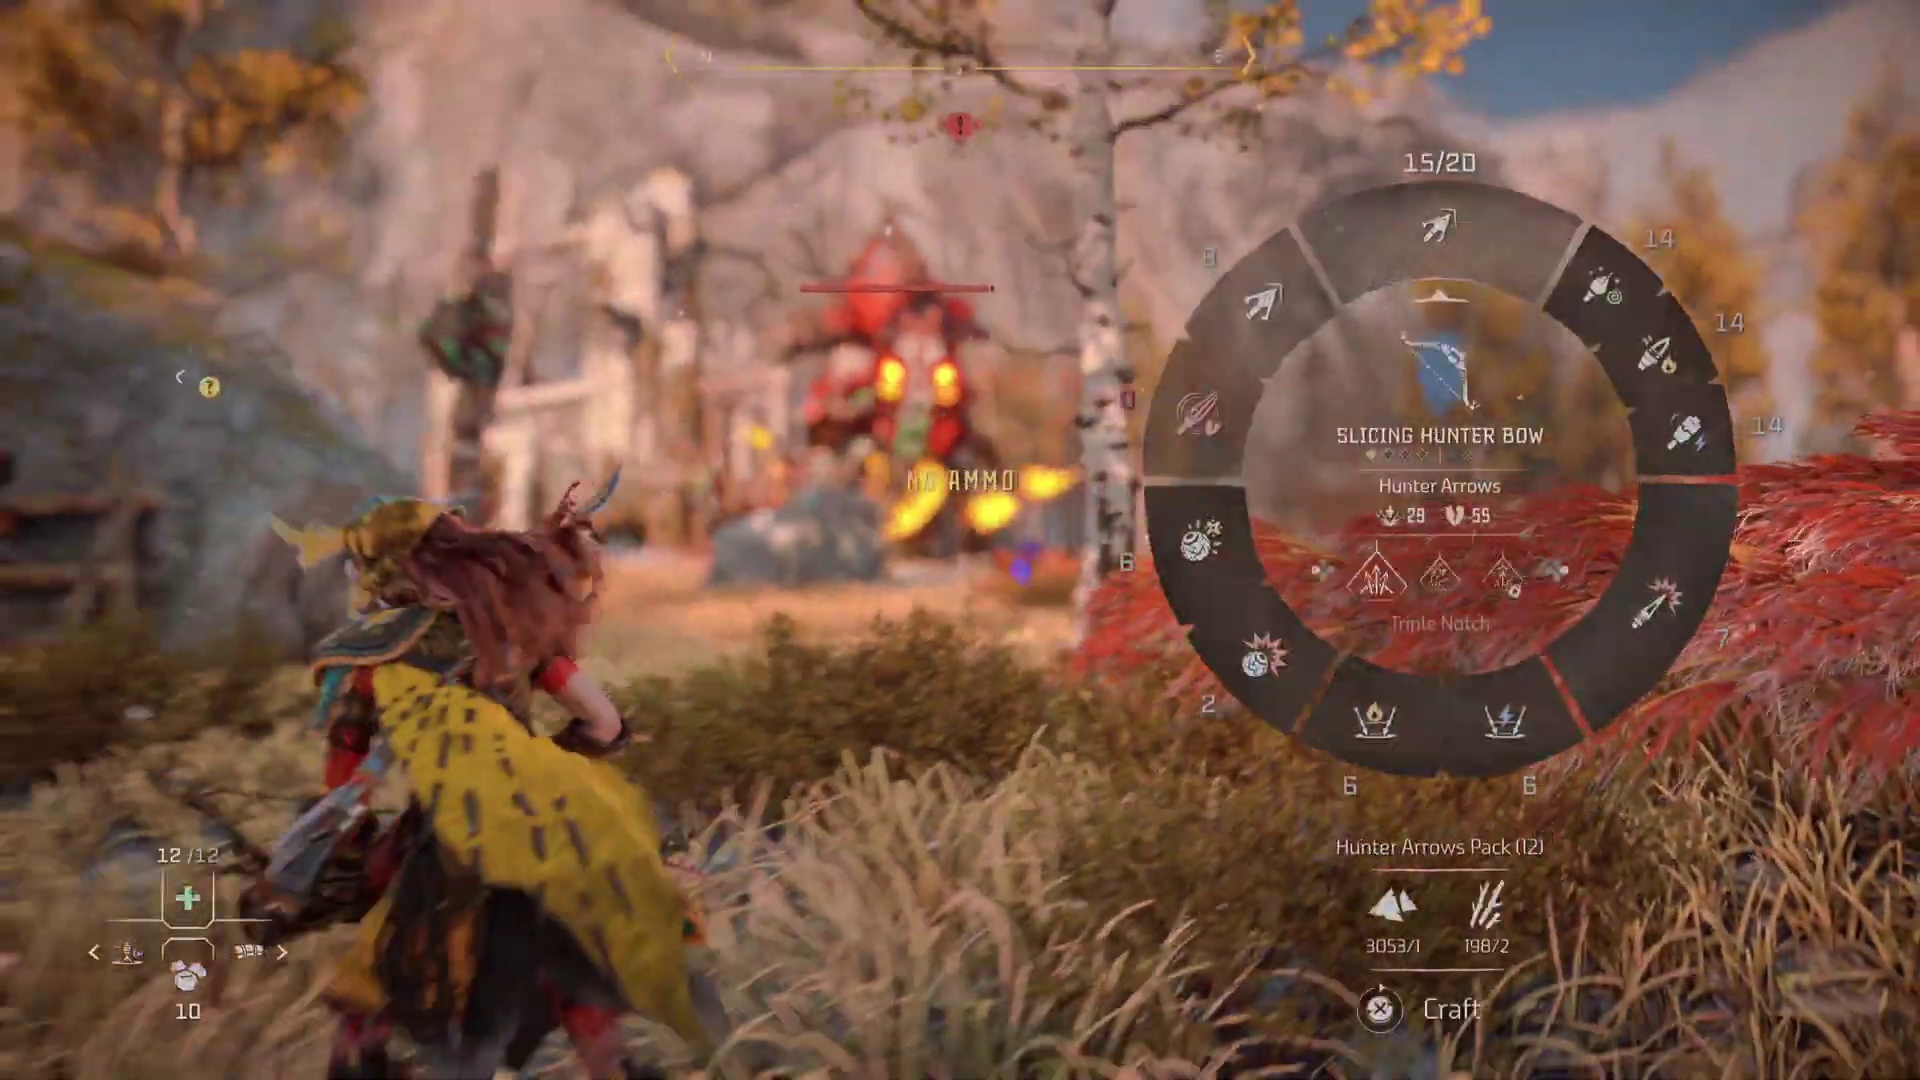 N S
15/20
14
8
14
0
14
SLICING HUNTER BOW
NO AMMO
Hunter Arrows
29 55
6
Triple Notch
7
2
6 6
Hunter Arrows Pack (12)
12/12
3053/1 198/2
10
Craft